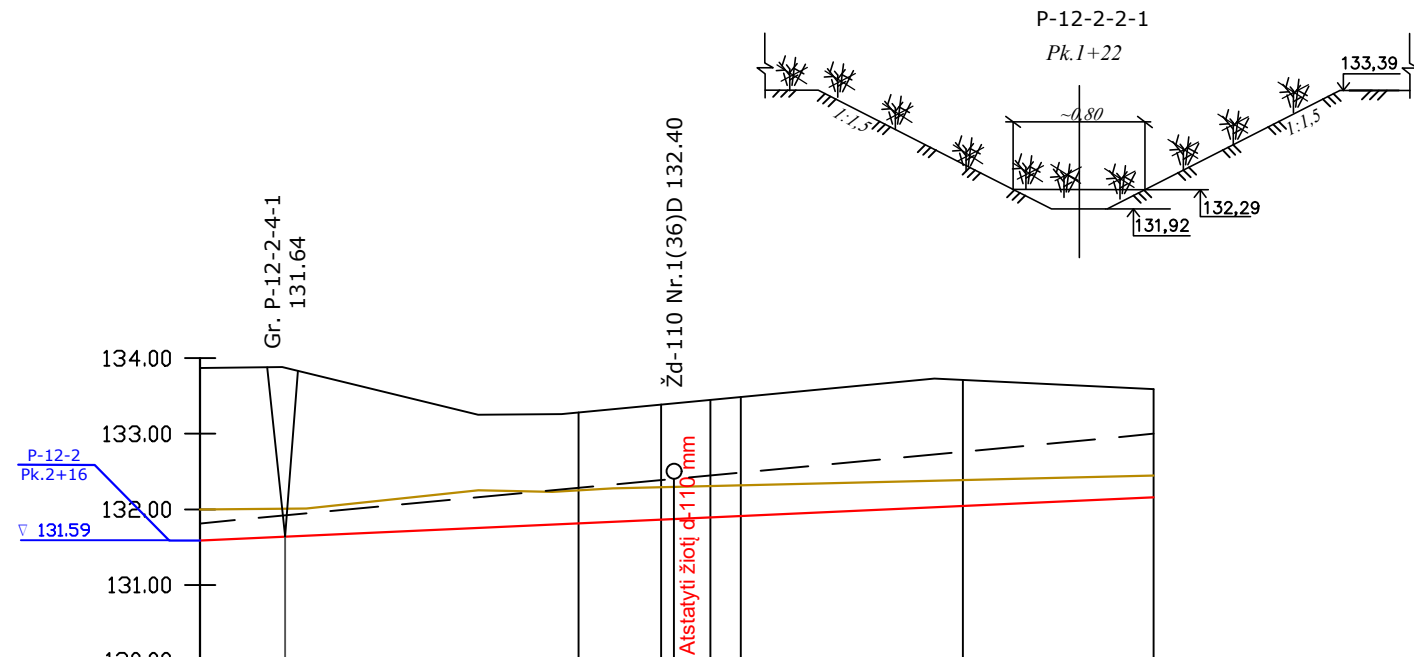 P-12-2-2-1
Pk.1+22
133,39
1:1,5
~0,80
1:1,5
132,29
131,92
Gr. P-12-2-4-1
131.64
Žd-110 Nr.1(36)D 132.40
134.00
133.00
P-12-2
Pk.2+16
132.00
131.59
131.00
Atstatyti žiotį d-110 mm
130.00